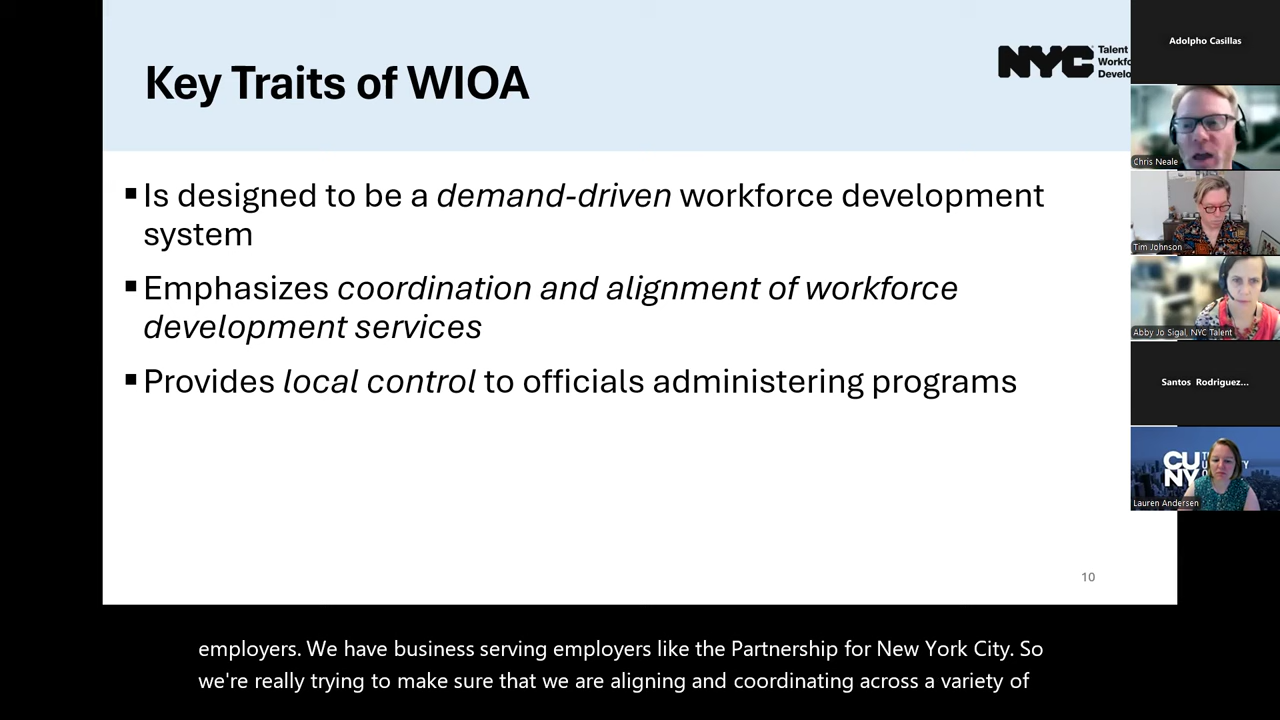 Key Traits of WIOA
NYC
Talent
Workfo
Develo
▪Is designed to be a demand-driven workforce development
system
▪Emphasizes coordination and alignment of workforce
development services
▪Provides local control to officials administering programs
10
Adolpho Casillas
Chris Neale
Tim Johnson
Abby Jo Sigal, NYC Talent
Santos Rodriguez...
CU
NY
Lauren Andersen
employers. We have business serving employers like the Partnership for New York City. So
we're really trying to make sure that we are aligning and coordinating across a variety of